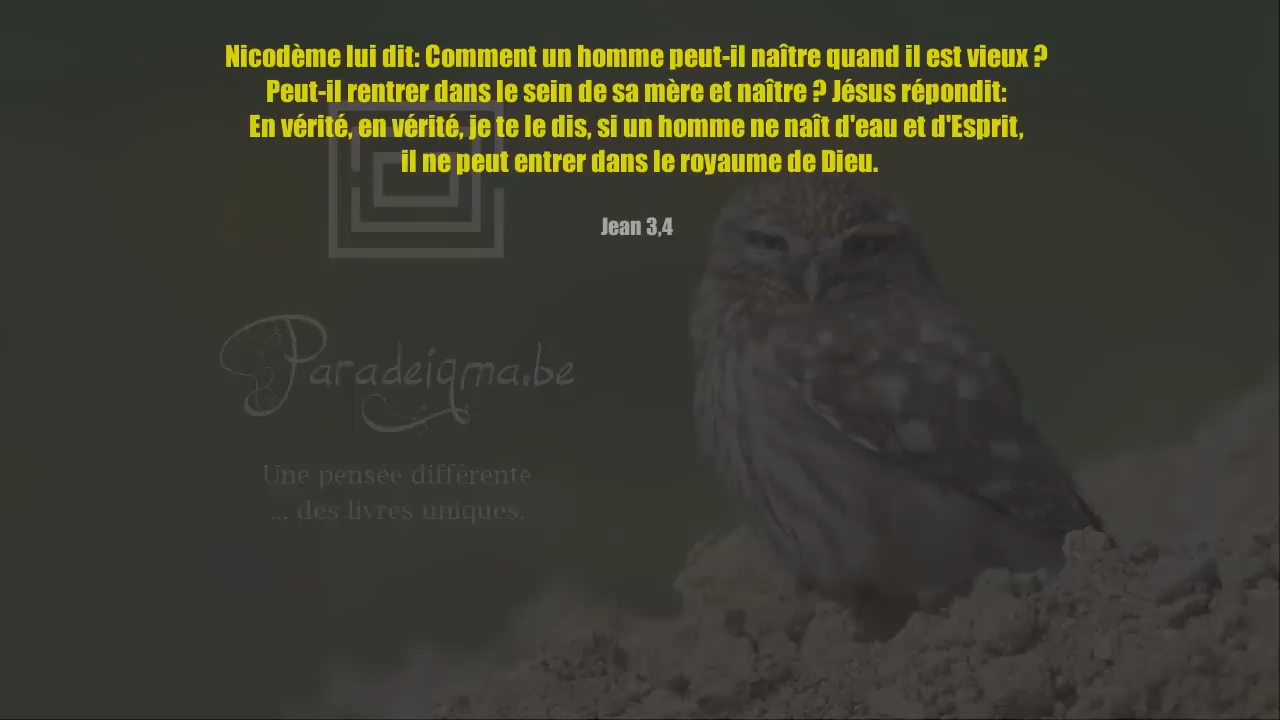 Nicodème lui dit: Comment un homme peut-il naître quand il est vieux ?
Peut-il rentrer dans le sein de sa mère et naître ? Jésus répondit:
En vérité, en vérité, je te le dis, si un homme ne naît d'eau et d'Esprit,
il ne peut entrer dans le royaume de Dieu.
Jean 3,4
Paradeiqma.be
Une pensée différente
... des livres uniques.